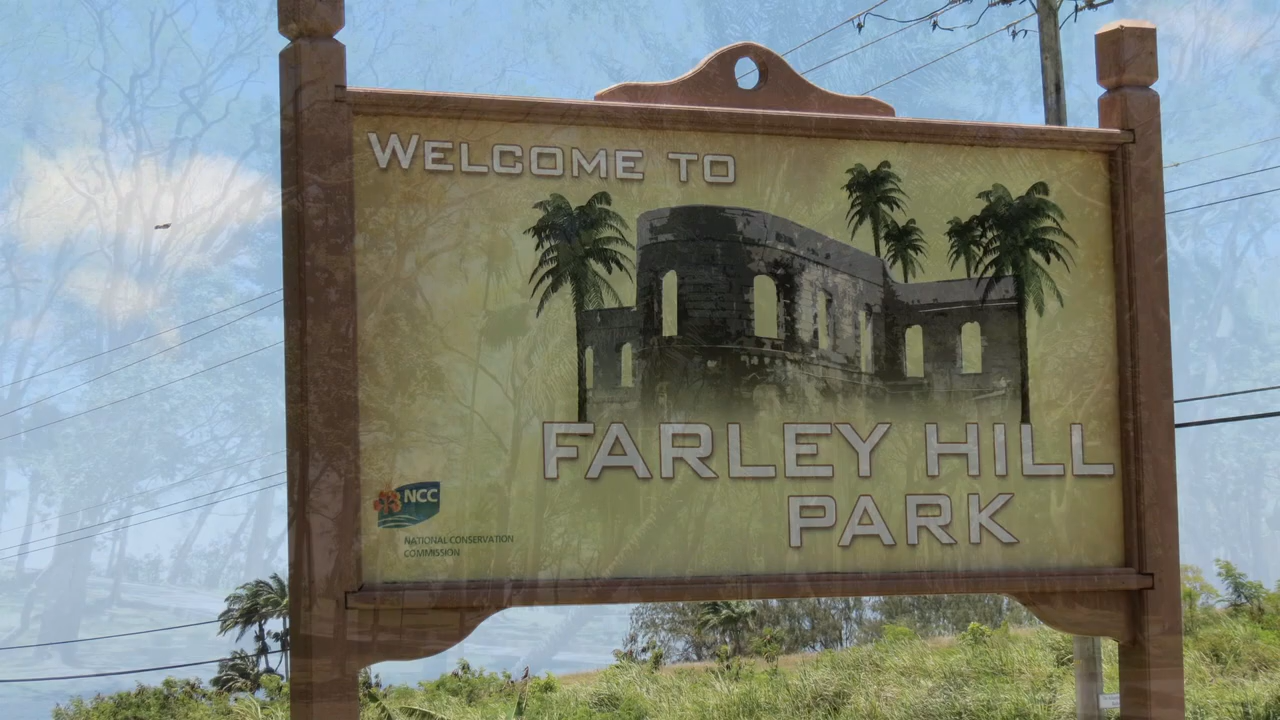 WELCOME TO
FARLEY HILL
PARK
NCC
NATIONAL CONSERVATION
COMMISSION